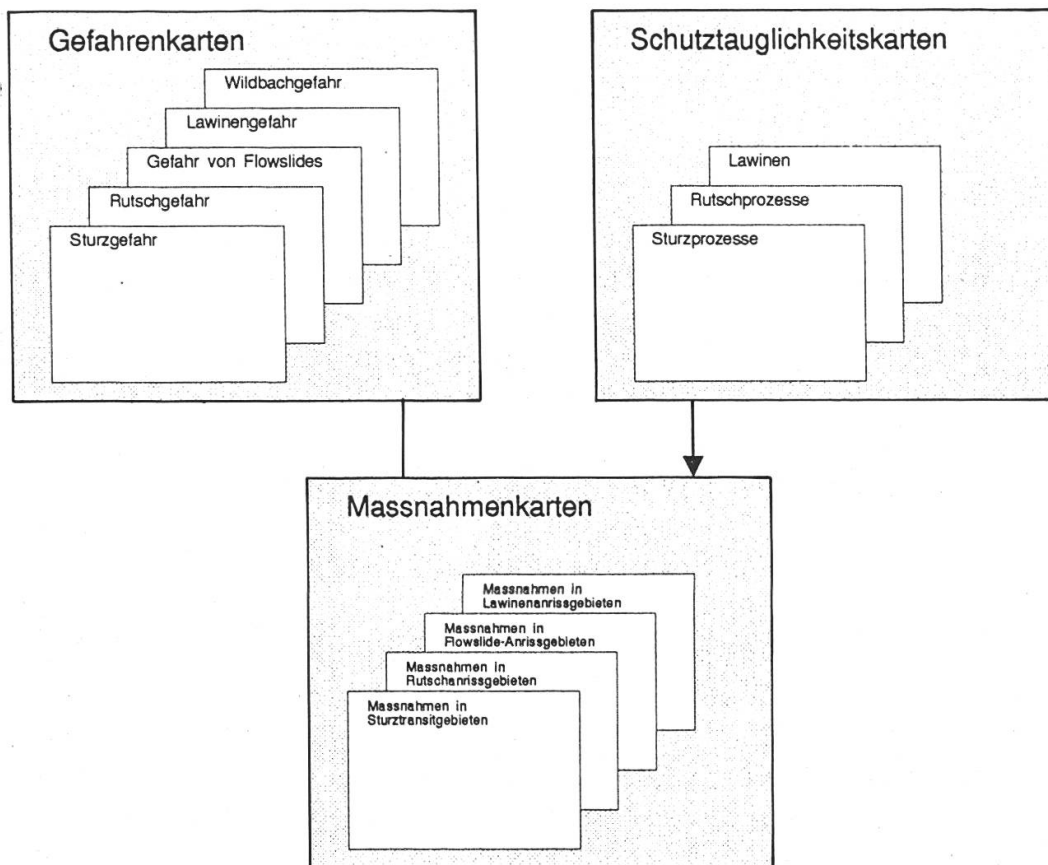 Gefahrenkarten
Wildbachgefahr
Lawinengefahr
Gefahr von Flowslides
Rutschgefahr
Sturzgefahr
Schutztauglichkeitskarten
Lawinen
Rutschprozesse
Sturzprozesse
Massnahmenkarten
Massnahmen in
Lawinenanrissgebieten
Massnahmen in
Flowslide-Anrissgebieten
Massnahmen in
Rutschanrissgebieten
Massnahmen in
Sturztransitgebieten